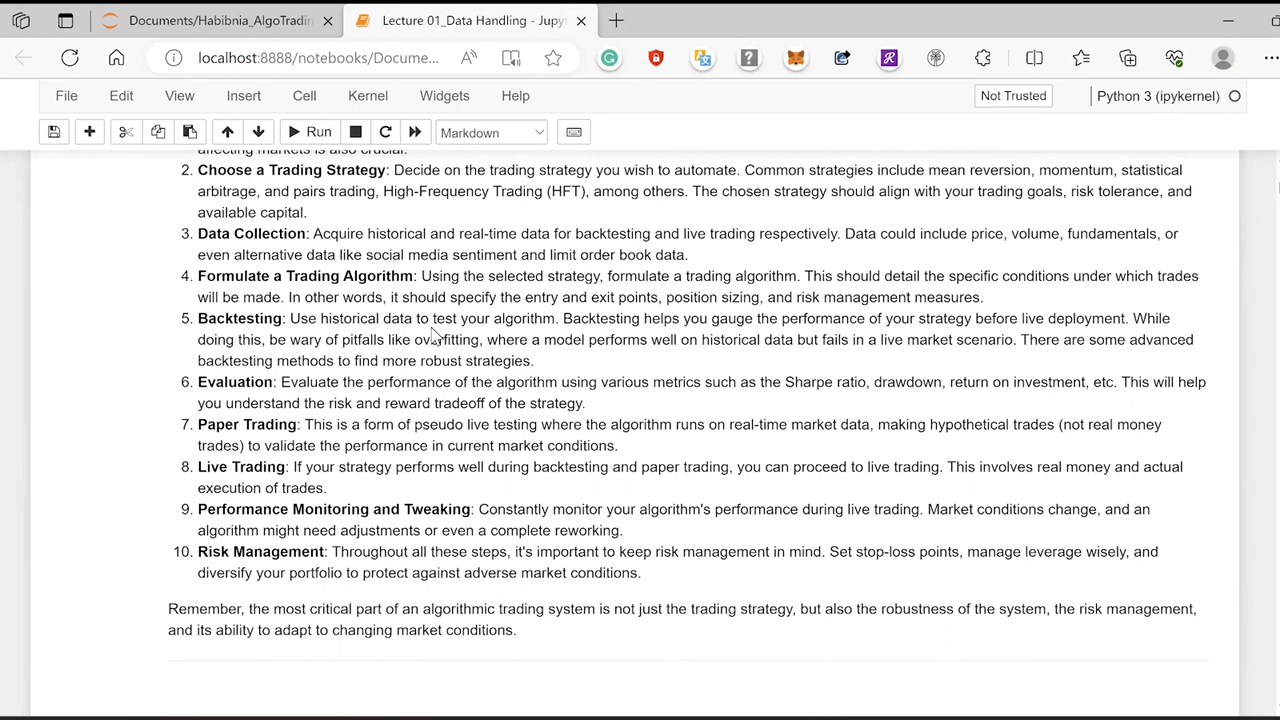 Documents/Habibnia_AlgoTradin
Lecture 01_Data Handling - Jupyt
localhost:8888/notebooks/Docume...
File Edit View Insert Cell Kernel Widgets Help
Not Trusted
Python 3 (ipykernel)
Run
Markdown
affecting markets is also crucial.
2. Choose a Trading Strategy: Decide on the trading strategy you wish to automate. Common strategies include mean reversion, momentum, statistical
arbitrage, and pairs trading, High-Frequency Trading (HFT), among others. The chosen strategy should align with your trading goals, risk tolerance, and
available capital.
3. Data Collection: Acquire historical and real-time data for backtesting and live trading respectively. Data could include price, volume, fundamentals, or
even alternative data like social media sentiment and limit order book data.
4. Formulate a Trading Algorithm: Using the selected strategy, formulate a trading algorithm. This should detail the specific conditions under which trades
will be made. In other words, it should specify the entry and exit points, position sizing, and risk management measures.
5. Backtesting: Use historical data to test your algorithm. Backtesting helps you gauge the performance of your strategy before live deployment. While
doing this, be wary of pitfalls like overfitting, where a model performs well on historical data but fails in a live market scenario. There are some advanced
backtesting methods to find more robust strategies.
6. Evaluation: Evaluate the performance of the algorithm using various metrics such as the Sharpe ratio, drawdown, return on investment, etc. This will help
you understand the risk and reward tradeoff of the strategy.
7. Paper Trading: This is a form of pseudo live testing where the algorithm runs on real-time market data, making hypothetical trades (not real money
trades) to validate the performance in current market conditions.
8. Live Trading: If your strategy performs well during backtesting and paper trading, you can proceed to live trading. This involves real money and actual
execution of trades.
9. Performance Monitoring and Tweaking: Constantly monitor your algorithm's performance during live trading. Market conditions change, and an
algorithm might need adjustments or even a complete reworking.
10. Risk Management: Throughout all these steps, it's important to keep risk management in mind. Set stop-loss points, manage leverage wisely, and
diversify your portfolio to protect against adverse market conditions.
Remember, the most critical part of an algorithmic trading system is not just the trading strategy, but also the robustness of the system, the risk management,
and its ability to adapt to changing market conditions.